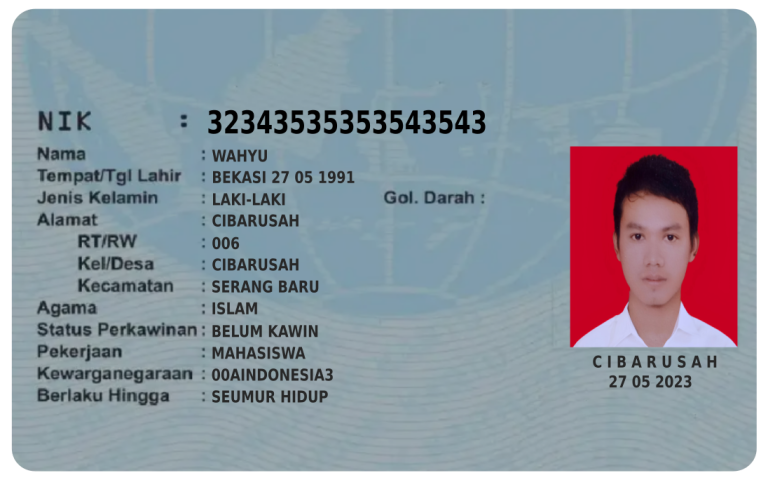 NIK : 32343535353543543
Nama : WAHYU
Tempat/Tgl Lahir : BEKASI 27 05 1991
Jenis Kelamin : LAKI-LAKI Gol. Darah :
Alamat : CIBARUSAH
RT/RW : 006
Kel/Desa : CIBARUSAH
Kecamatan : SERANG BARU
Agama : ISLAM
Status Perkawinan : BELUM KAWIN
Pekerjaan : MAHASISWA
Kewarganegaraan : 00AINDONESIA3
Berlaku Hingga : SEUMUR HIDUP
CIBARUSAH
27 05 2023